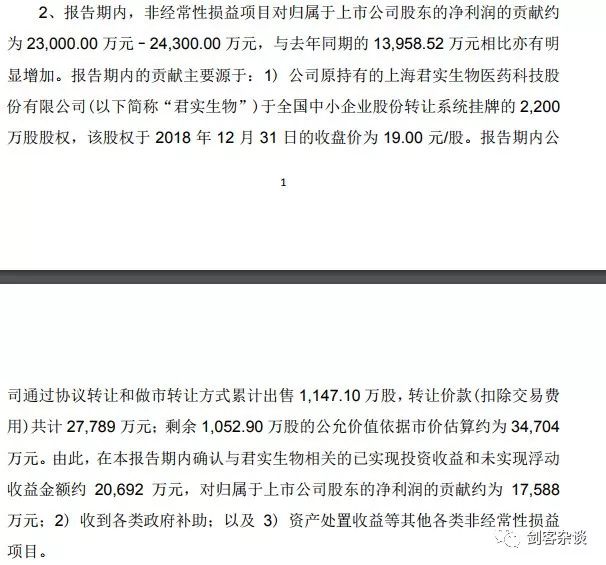 2、报告期内，非经常性损益项目对归属于上市公司股东的净利润的贡献约
为 23,000.00 万元－24,300.00 万元，与去年同期的 13,958.52 万元相比亦有明
显增加。报告期内的贡献主要源于：1）公司原持有的上海君实生物医药科技股
份有限公司(以下简称“君实生物”)于全国中小企业股份转让系统挂牌的 2,200
万股股权，该股权于 2018 年 12 月 31 日的收盘价为 19.00 元/股。报告期内公
1
司通过协议转让和做市转让方式累计出售 1,147.10 万股，转让价款(扣除交易费
用)共计 27,789 万元；剩余 1,052.90 万股的公允价值依据市价估算约为 34,704
万元。由此，在本报告期内确认与君实生物相关的已实现投资收益和未实现浮动
收益金额约 20,692 万元，对归属于上市公司股东的净利润的贡献约为 17,588
万元；2）收到各类政府补助；以及 3）资产处置收益等其他各类非经常性损益
项目。
剑客杂谈